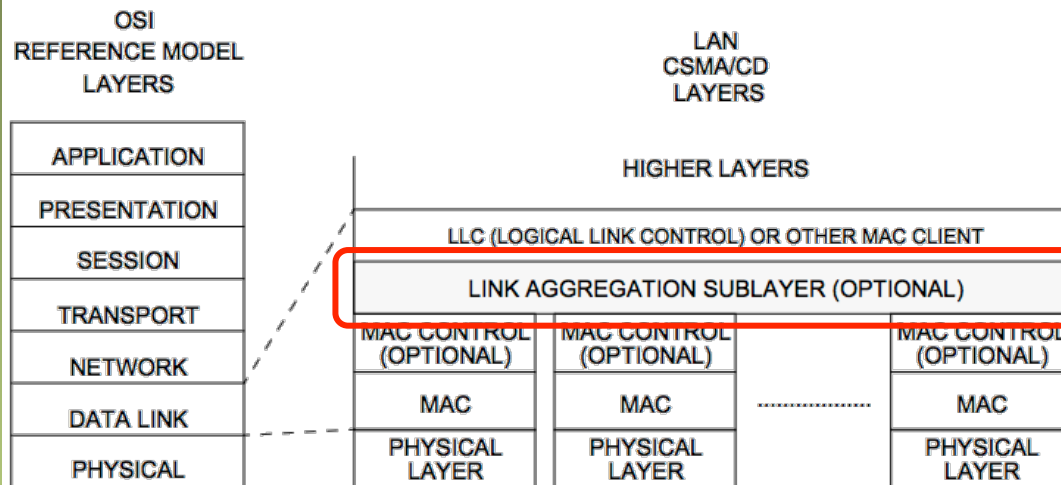 OSI
REFERENCE MODEL
LAYERS
APPLICATION
PRESENTATION
SESSION
TRANSPORT
NETWORK
DATA LINK
PHYSICAL
LAN
CSMA/CD
LAYERS
HIGHER LAYERS
LLC (LOGICAL LINK CONTROL) OR OTHER MAC CLIENT
LINK AGGREGATION SUBLAYER (OPTIONAL)
MAC CONTROL
(OPTIONAL)
MAC CONTROL
(OPTIONAL)
MAC CONTROL
(OPTIONAL)
MAC
MAC
MAC
PHYSICAL
LAYER
PHYSICAL
LAYER
PHYSICAL
LAYER